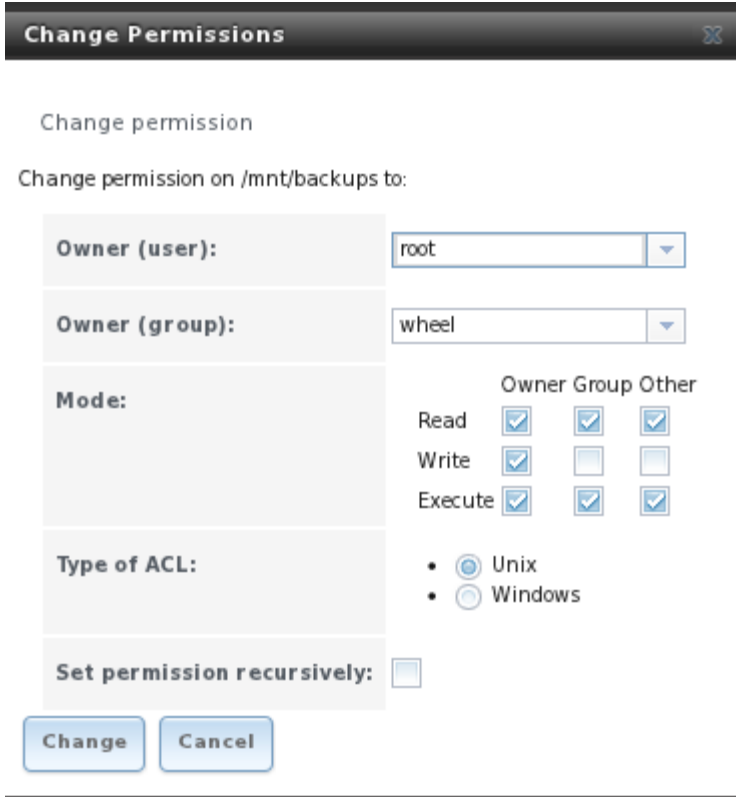 Change Permissions
Change permission
Change permission on /mnt/backups to:
Owner (user): root
Owner (group): wheel
Mode: Owner Group Other
Read
Write
Execute
Type of ACL: Unix
Windows
Set permission recursively:
Change Cancel